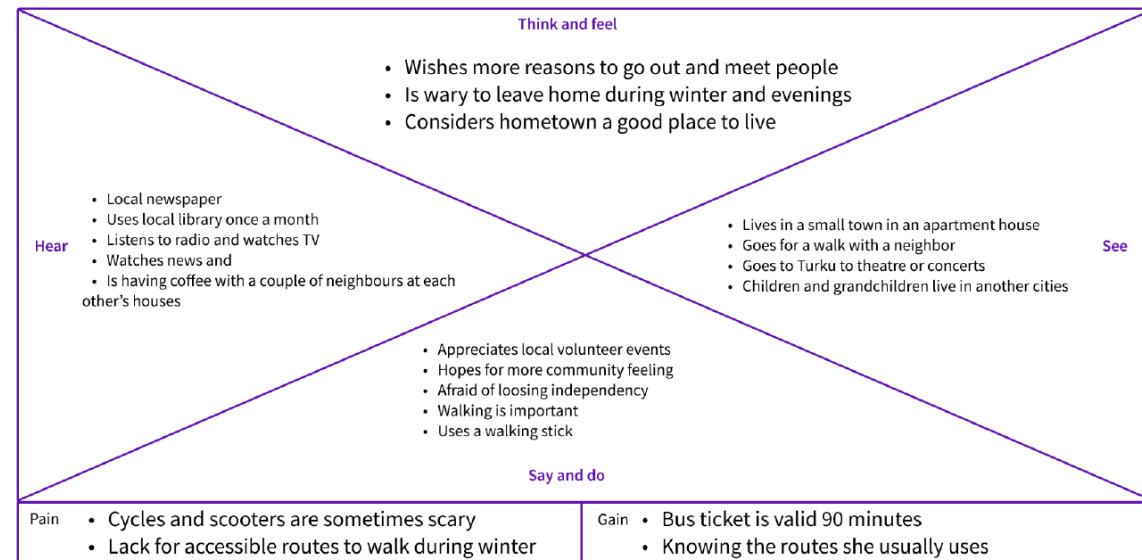 Think and feel
• Wishes more reasons to go out and meet people
• Is wary to leave home during winter and evenings
• Considers hometown a good place to live
Hear
• Local newspaper
• Uses local library once a month
• Listens to radio and watches TV
• Watches news and
• Is having coffee with a couple of neighbours at each
other’s houses
See
• Lives in a small town in an apartment house
• Goes for a walk with a neighbor
• Goes to Turku to theatre or concerts
• Children and grandchildren live in another cities
• Appreciates local volunteer events
• Hopes for more community feeling
• Afraid of loosing independency
• Walking is important
• Uses a walking stick
Say and do
Pain
• Cycles and scooters are sometimes scary
• Lack for accessible routes to walk during winter
Gain
• Bus ticket is valid 90 minutes
• Knowing the routes she usually uses